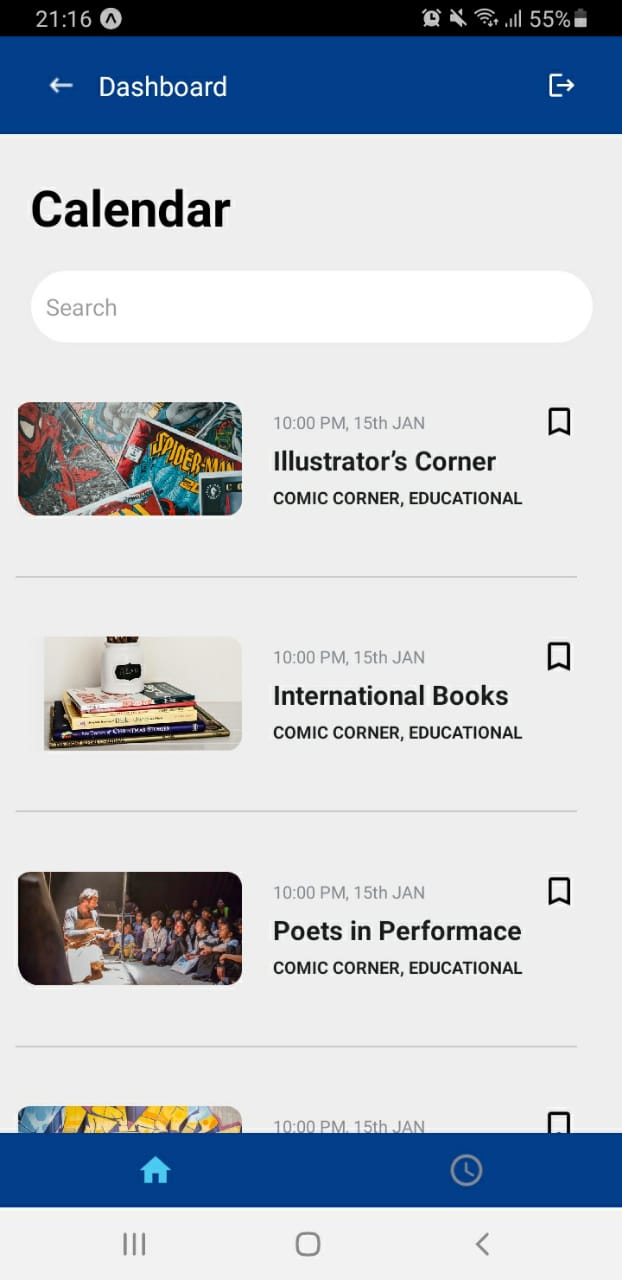 21:16
55%
Dashboard
Calendar
Search
SPIDER-MAN
10:00 PM, 15th JAN
Illustrator’s Corner
COMIC CORNER, EDUCATIONAL
10:00 PM, 15th JAN
International Books
COMIC CORNER, EDUCATIONAL
CHRISTMAS STORIES
10:00 PM, 15th JAN
Poets in Performace
COMIC CORNER, EDUCATIONAL
10:00 PM, 15th JAN